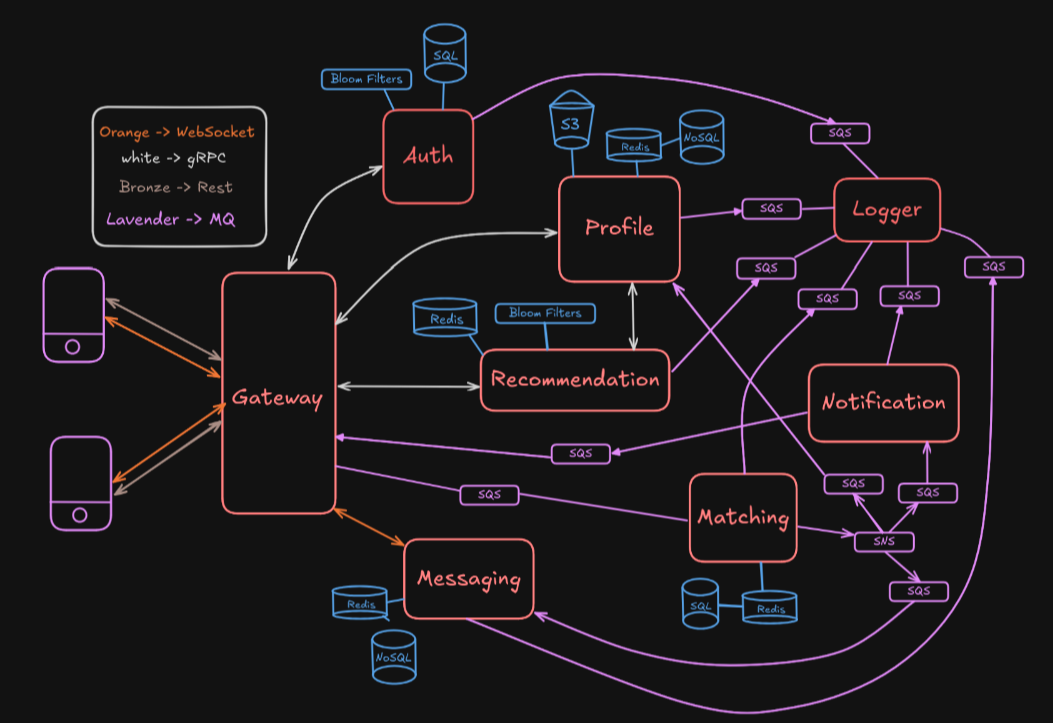 SQL
Bloom Filters
Orange -> WebSocket
white -> gRPC
Bronze -> Rest
Lavender -> MQ
Auth
S3
Redis
NoSQL
SQS
Profile
SQS
Logger
SQS
SQS
SQS
SQS
Redis
Bloom Filters
Recommendation
Gateway
Notification
SQS
SQS
SQS
SQS
Matching
SNS
Messaging
SQS
Redis
NoSQL
SQL
Redis